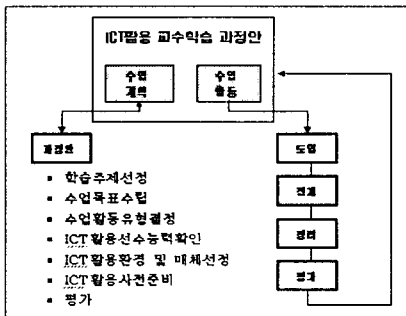 ICT활용 교수학습 과정안
수업
계획
수업
활동
과정안
도입
전개
정리
평가
▪ 학습주제선정
▪ 수업목표수립
▪ 수업활동유형결정
▪ ICT활용선수능력확인
▪ ICT활용환경 및 매체선정
▪ ICT활용사전준비
▪ 평가